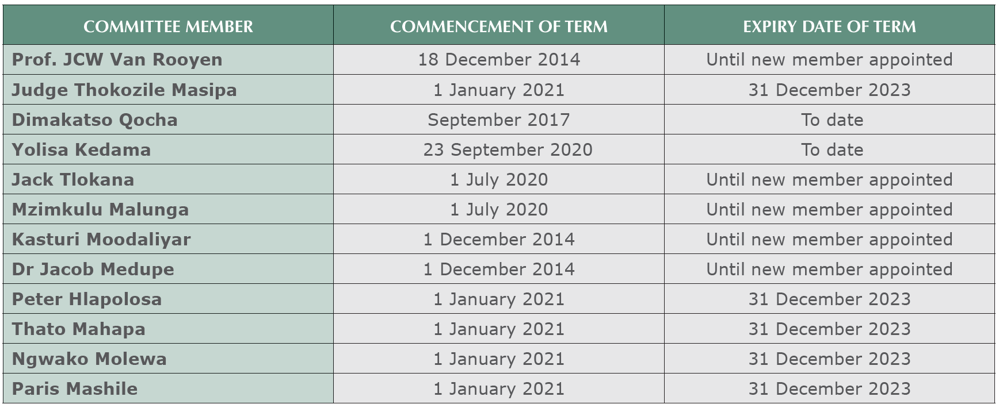 COMMITTEE MEMBER COMMENCEMENT OF TERM EXPIRY DATE OF TERM
Prof. JCW Van Rooyen 18 December 2014 Until new member appointed
Judge Thokozile Masipa 1 January 2021 31 December 2023
Dimakatso Qocha September 2017 To date
Yolisa Kedama 23 September 2020 To date
Jack Tlokana 1 July 2020 Until new member appointed
Mzimkulu Malunga 1 July 2020 Until new member appointed
Kasturi Moodaliyar 1 December 2014 Until new member appointed
Dr Jacob Medupe 1 December 2014 Until new member appointed
Peter Hlapolosa 1 January 2021 31 December 2023
Thato Mahapa 1 January 2021 31 December 2023
Ngwako Molewa 1 January 2021 31 December 2023
Paris Mashile 1 January 2021 31 December 2023